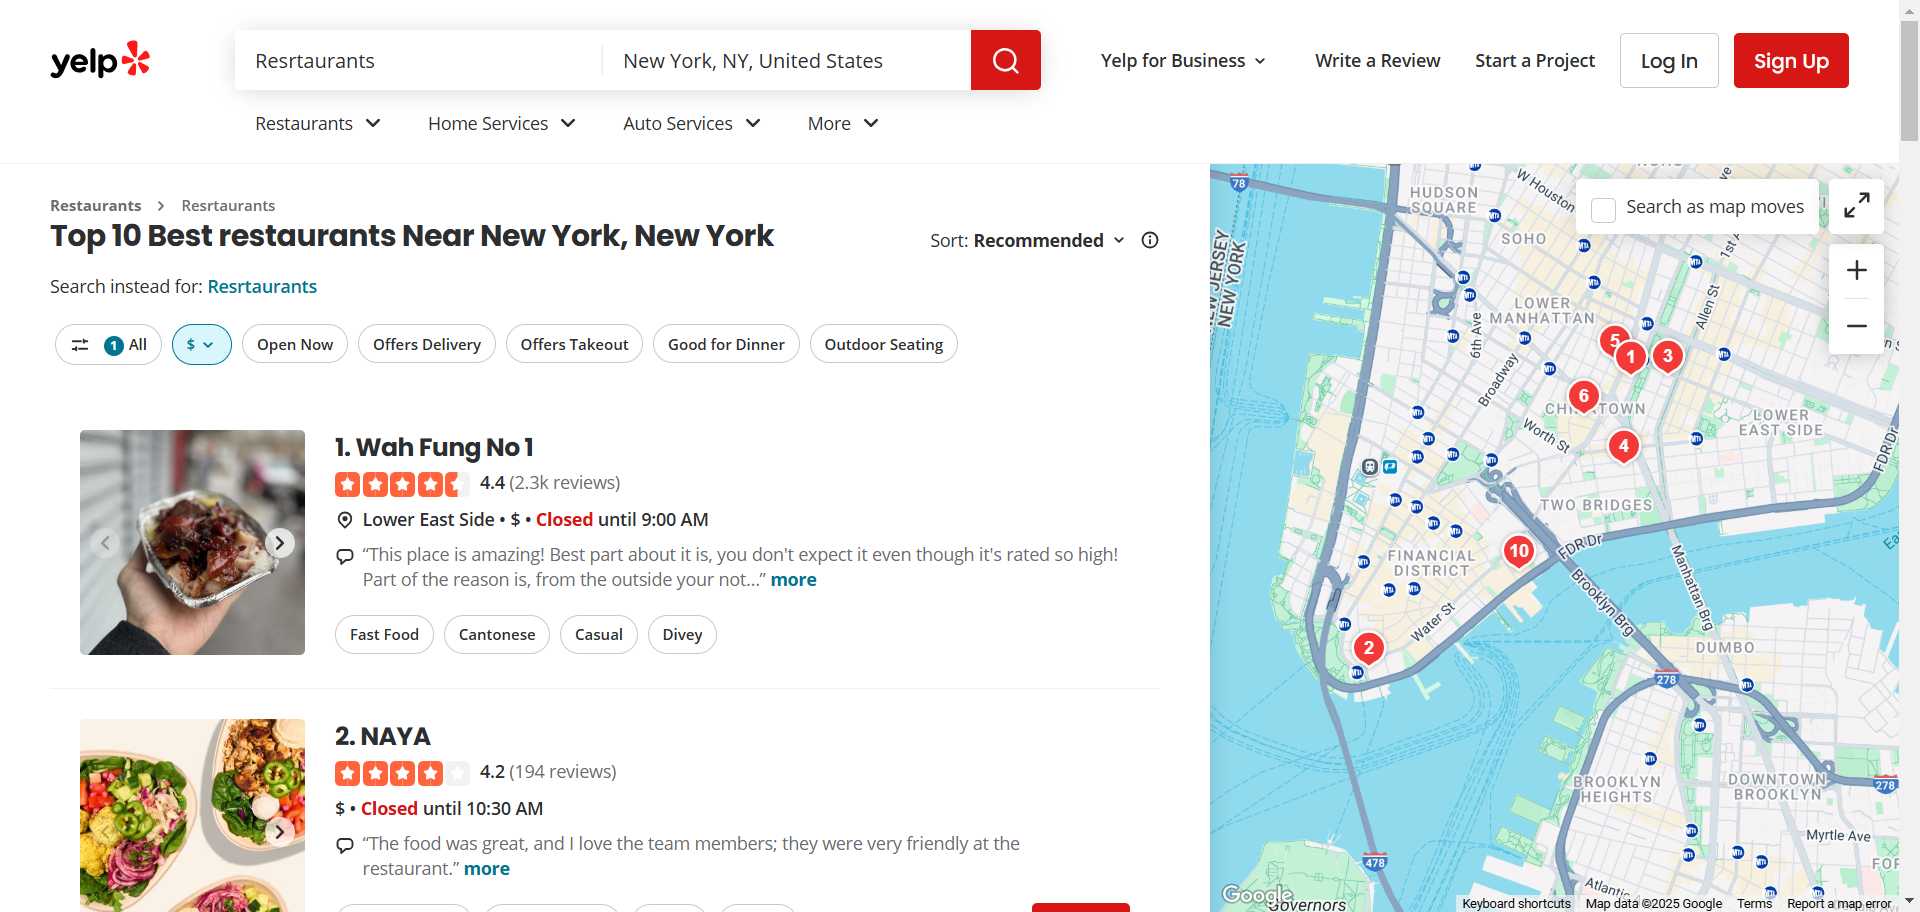 yelp
Resrtaurants
New York, NY, United States
Yelp for Business
Write a Review
Start a Project
Log In
Sign Up
Restaurants
Home Services
Auto Services
More
Restaurants > Resrtaurants
Top 10 Best restaurants Near New York, New York
Sort: Recommended
Search instead for: Resrtaurants
1 All
$
Open Now
Offers Delivery
Offers Takeout
Good for Dinner
Outdoor Seating
1. Wah Fung No 1
4.4 (2.3k reviews)
Lower East Side • $ • Closed until 9:00 AM
“This place is amazing! Best part about it is, you don't expect it even though it's rated so high!
Part of the reason is, from the outside your not...” more
Fast Food
Cantonese
Casual
Divey
2. NAYA
4.2 (194 reviews)
$ • Closed until 10:30 AM
“The food was great, and I love the team members; they were very friendly at the
restaurant.” more
Search as map moves
78
HUDSON
SQUARE
W Houston
SOHO
1st
NEW JERSEY
NEW YORK
LOWER
MANHATTAN
Allen St
6th Ave
Broadway
5
1
3
6
LOWER
EAST SIDE
Worth St
4
FDR Dr
TWO BRIDGES
10
FDR Dr
FINANCIAL
DISTRICT
Manhattan Brg
Brooklyn Brg
Water St
2
DUMBO
278
BROOKLYN
HEIGHTS
DOWNTOWN
BROOKLYN
278
Myrtle Ave
478
Atlantic
Google
Governors
Keyboard shortcuts
Map data ©2025 Google
Terms
Report a map error